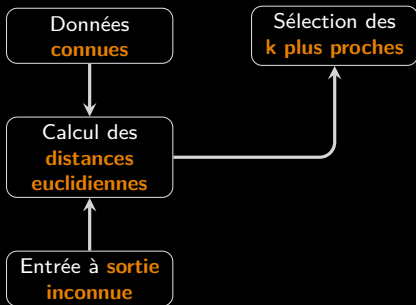 Données
connues
Sélection des
k plus proches
Calcul des
distances
euclidiennes
Entrée à sortie
inconnue